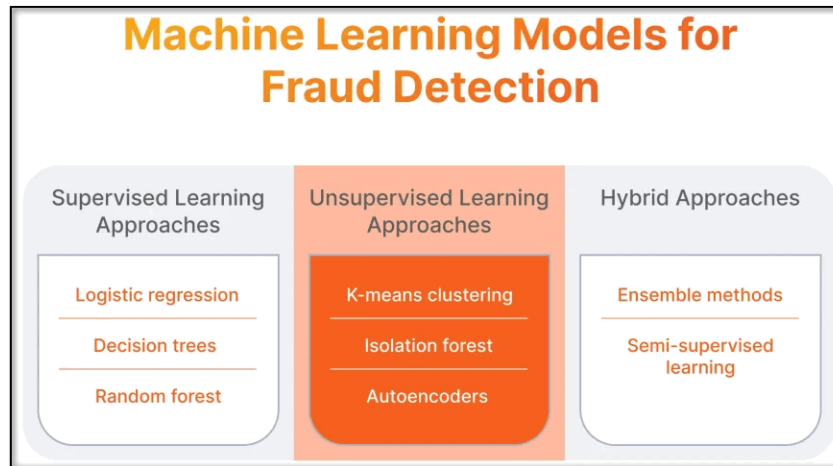 Machine Learning Models for
Fraud Detection
Supervised Learning
Approaches
Logistic regression
Decision trees
Random forest
Unsupervised Learning
Approaches
K-means clustering
Isolation forest
Autoencoders
Hybrid Approaches
Ensemble methods
Semi-supervised
learning